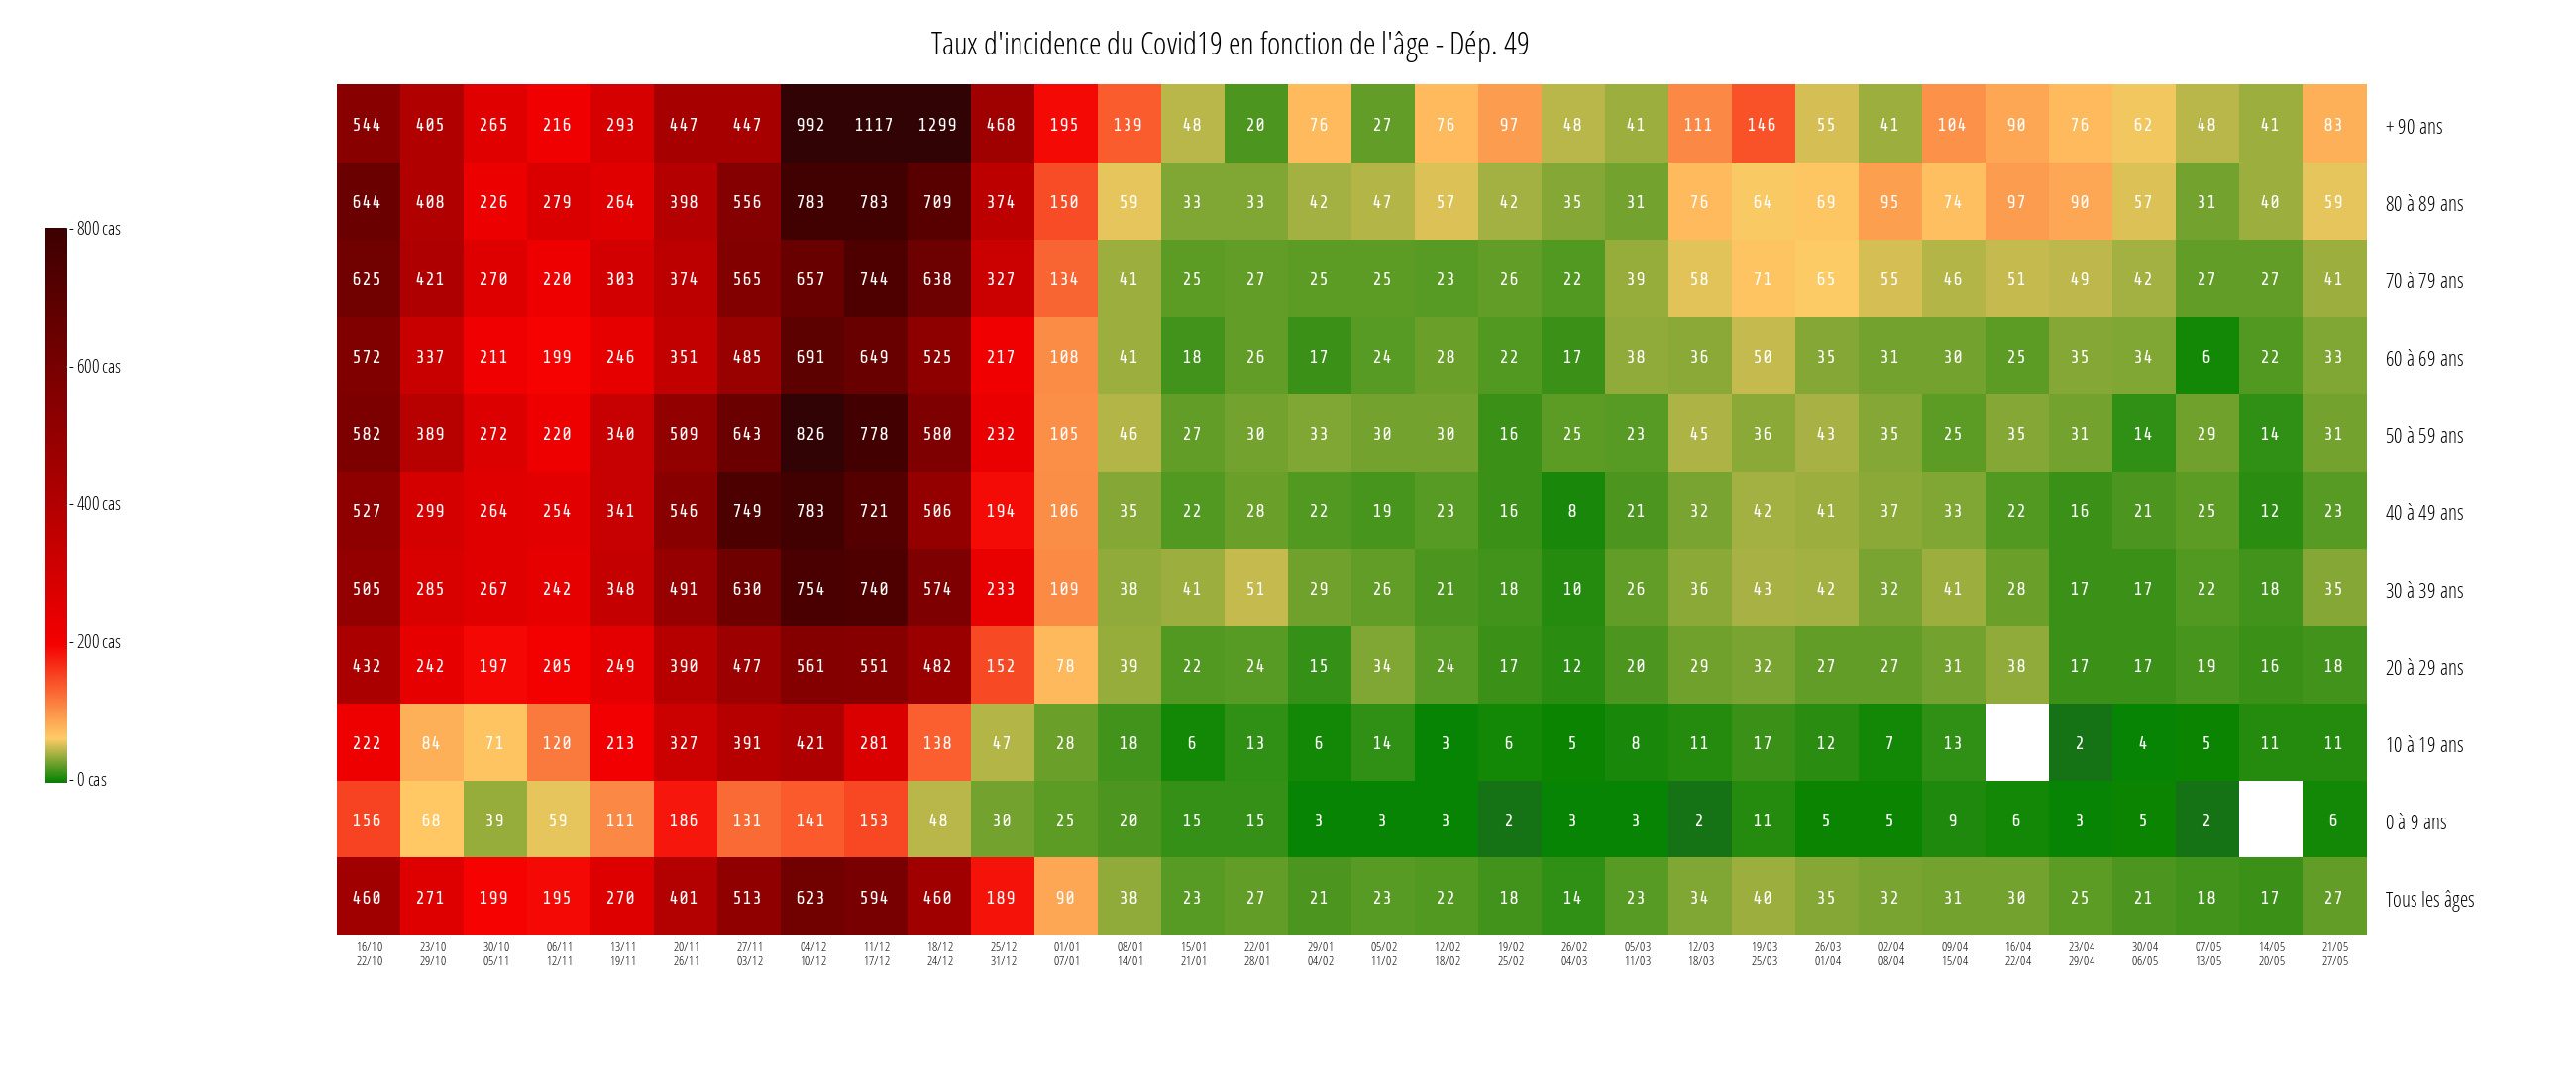 Taux d'incidence du Covid19 en fonction de l'âge - Dép. 49
- 800 cas
- 600 cas
- 400 cas
- 200 cas
- 0 cas
544 405 265 216 293 447 447 992 1117 1299 468 195 139 48 20 76 27 76 97 48 41 111 146 55 41 104 90 76 62 48 41 83 + 90 ans
644 408 226 279 264 398 556 783 783 709 374 150 59 33 33 42 47 57 42 35 31 76 64 69 95 74 97 90 57 31 40 59 80 à 89 ans
625 421 270 220 303 374 565 657 744 638 327 134 41 25 27 25 25 23 26 22 39 58 71 65 55 46 51 49 42 27 27 41 70 à 79 ans
572 337 211 199 246 351 485 691 649 525 217 108 41 18 26 17 24 28 22 17 38 36 50 35 31 30 25 35 34 6 22 33 60 à 69 ans
582 389 272 220 340 509 643 826 778 580 232 105 46 27 30 33 30 30 16 25 23 45 36 43 35 25 35 31 14 29 14 31 50 à 59 ans
527 299 264 254 341 546 749 783 721 506 194 106 35 22 28 22 19 23 16 8 21 32 42 41 37 33 22 16 21 25 12 23 40 à 49 ans
505 285 267 242 348 491 630 754 740 574 233 109 38 41 51 29 26 21 18 10 26 36 43 42 32 41 28 17 17 22 18 35 30 à 39 ans
432 242 197 205 249 390 477 561 551 482 152 78 39 22 24 15 34 24 17 12 20 29 32 27 27 31 38 17 17 19 16 18 20 à 29 ans
222 84 71 120 213 327 391 421 281 138 47 28 18 6 13 6 14 3 6 5 8 11 17 12 7 13 2 4 5 11 11 10 à 19 ans
156 68 39 59 111 186 131 141 153 48 30 25 20 15 15 3 3 3 2 3 3 2 11 5 5 9 6 3 5 2 6 0 à 9 ans
460 271 199 195 270 401 513 623 594 460 189 90 38 23 27 21 23 22 18 14 23 34 40 35 32 31 30 25 21 18 17 27 Tous les âges
16/10 23/10 30/10 06/11 13/11 20/11 27/11 04/12 11/12 18/12 25/12 01/01 08/01 15/01 22/01 29/01 05/02 12/02 19/02 26/02 05/03 12/03 19/03 26/03 02/04 09/04 16/04 23/04 30/04 07/05 14/05 21/05
22/10 29/10 05/11 12/11 19/11 26/11 03/12 10/12 17/12 24/12 31/12 07/01 14/01 21/01 28/01 04/02 11/02 18/02 25/02 04/03 11/03 18/03 25/03 01/04 08/04 15/04 22/04 29/04 06/05 13/05 20/05 27/05